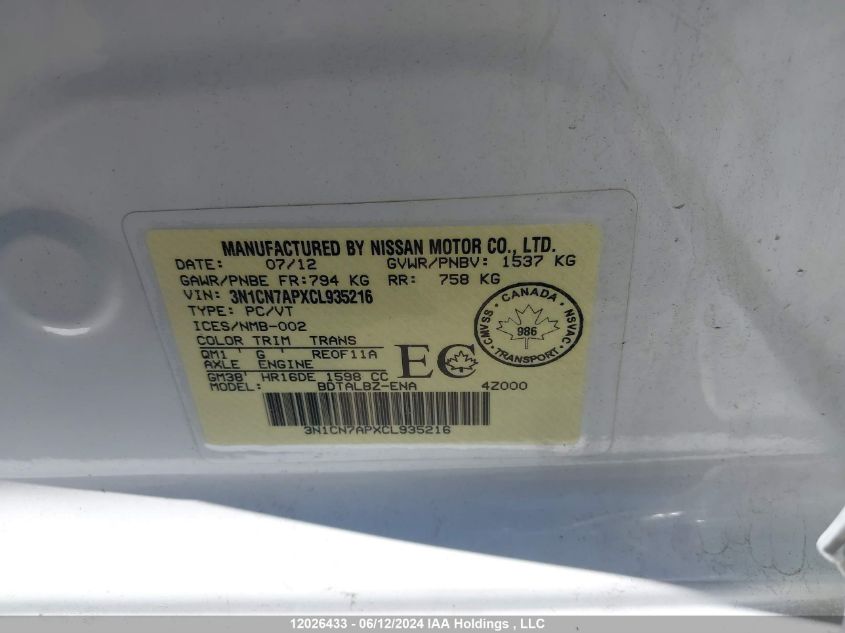 MANUFACTURED BY NISSAN MOTOR CO., LTD.
DATE: 07/12 GVWR/PNBV: 1537 KG
GAWR/PNBE FR:794 KG RR: 758 KG
VIN: 3N1CN7APXCL935216
TYPE: PC/VT
ICES/NMB-002
COLOR TRIM TRANS
QM1 ' G ' REOF11A
AXLE ENGINE
GM38' HR16DE 1598 CC
MODEL: BDTALBZ-ENA 4Z000
EC
CANADA
CMVSS 986 NSVAC
TRANSPORT
3N1CN7APXCL935216
12026433 - 06/12/2024 IAA Holdings , LLC